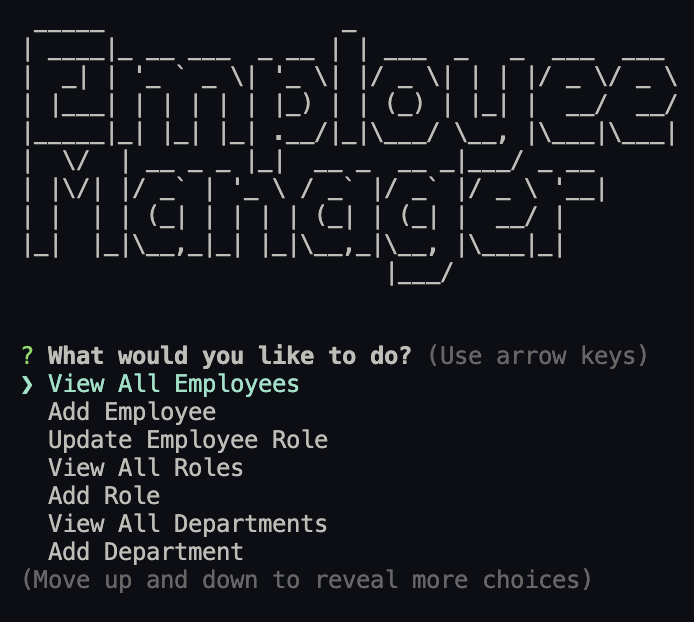 Employee
Manager
? What would you like to do? (Use arrow keys)
❯ View All Employees
Add Employee
Update Employee Role
View All Roles
Add Role
View All Departments
Add Department
(Move up and down to reveal more choices)